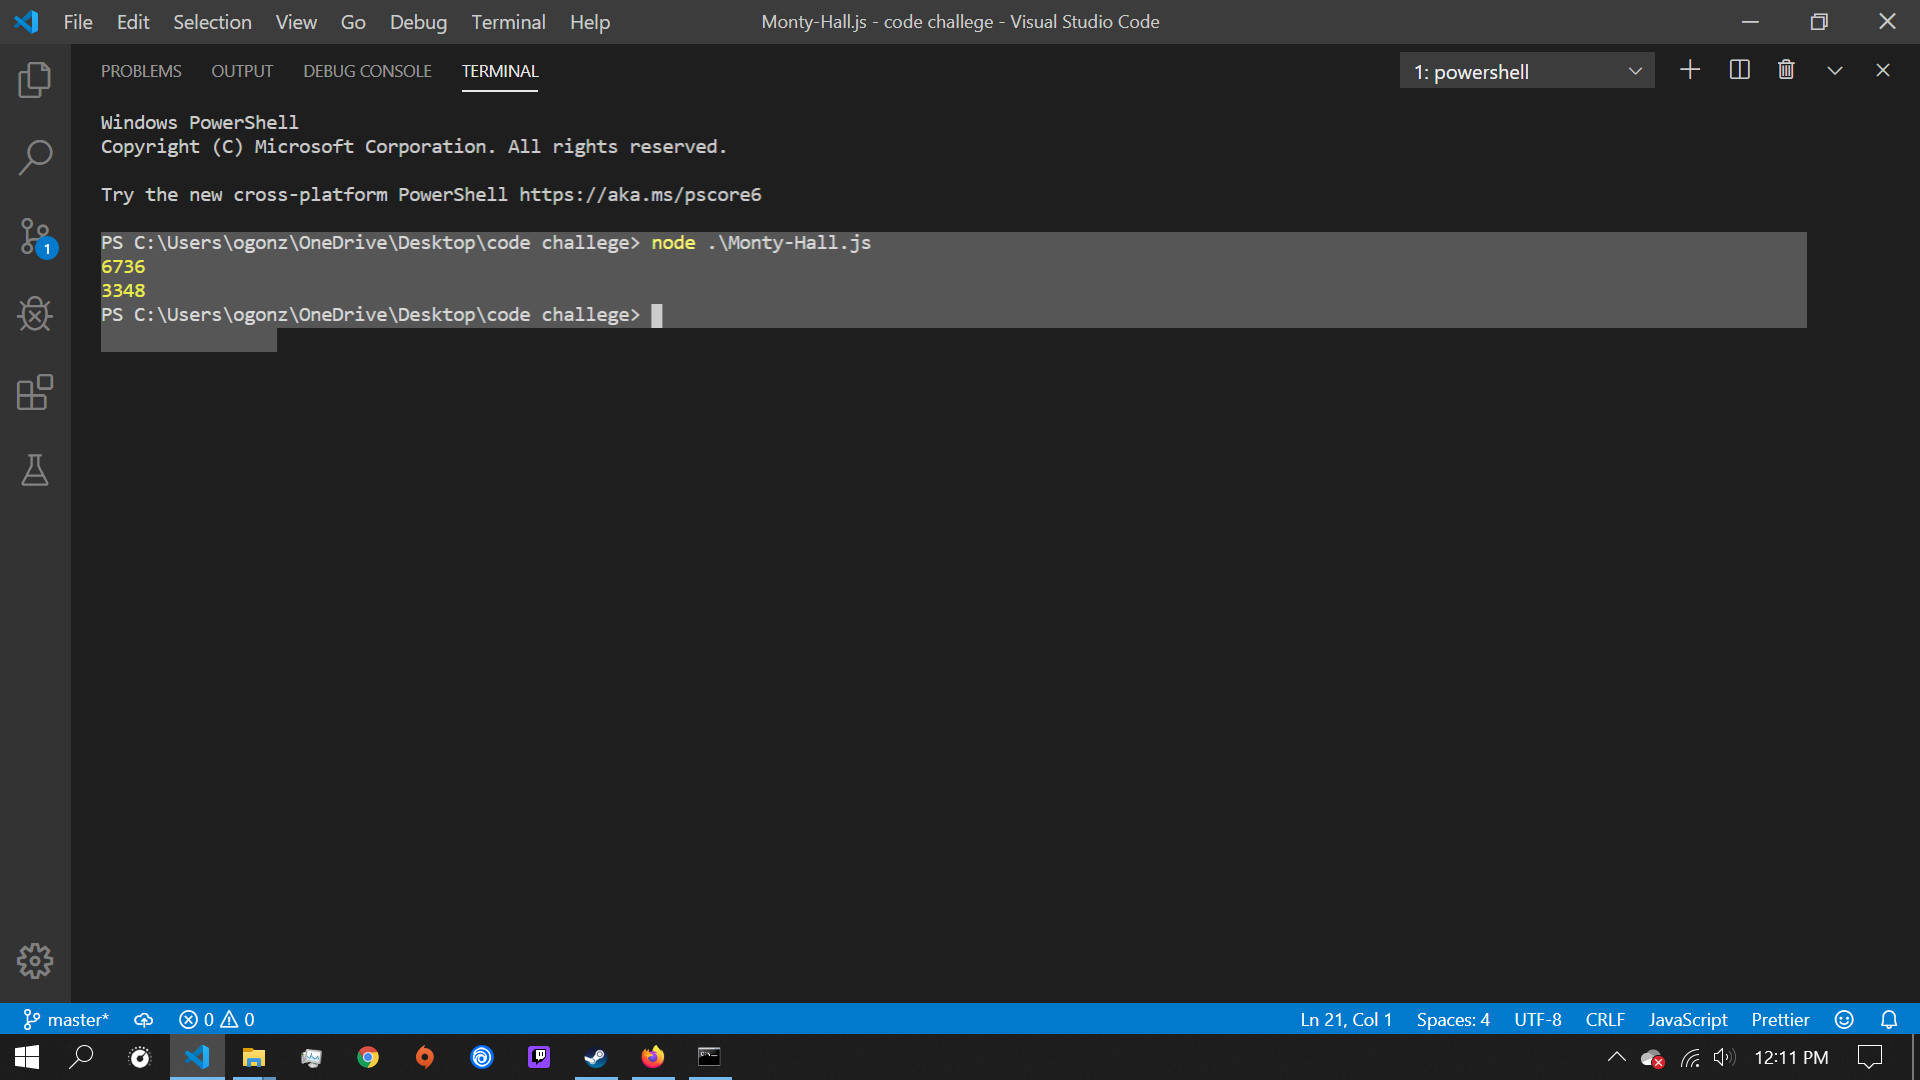 File Edit Selection View Go Debug Terminal Help
Monty-Hall.js - code challege - Visual Studio Code
PROBLEMS OUTPUT DEBUG CONSOLE TERMINAL
1: powershell
Windows PowerShell
Copyright (C) Microsoft Corporation. All rights reserved.
Try the new cross-platform PowerShell https://aka.ms/pscore6
PS C:\Users\ogonz\OneDrive\Desktop\code challege> node .\Monty-Hall.js
6736
3348
PS C:\Users\ogonz\OneDrive\Desktop\code challege>
1
master* 0 0 Ln 21, Col 1 Spaces: 4 UTF-8 CRLF JavaScript Prettier
12:11 PM